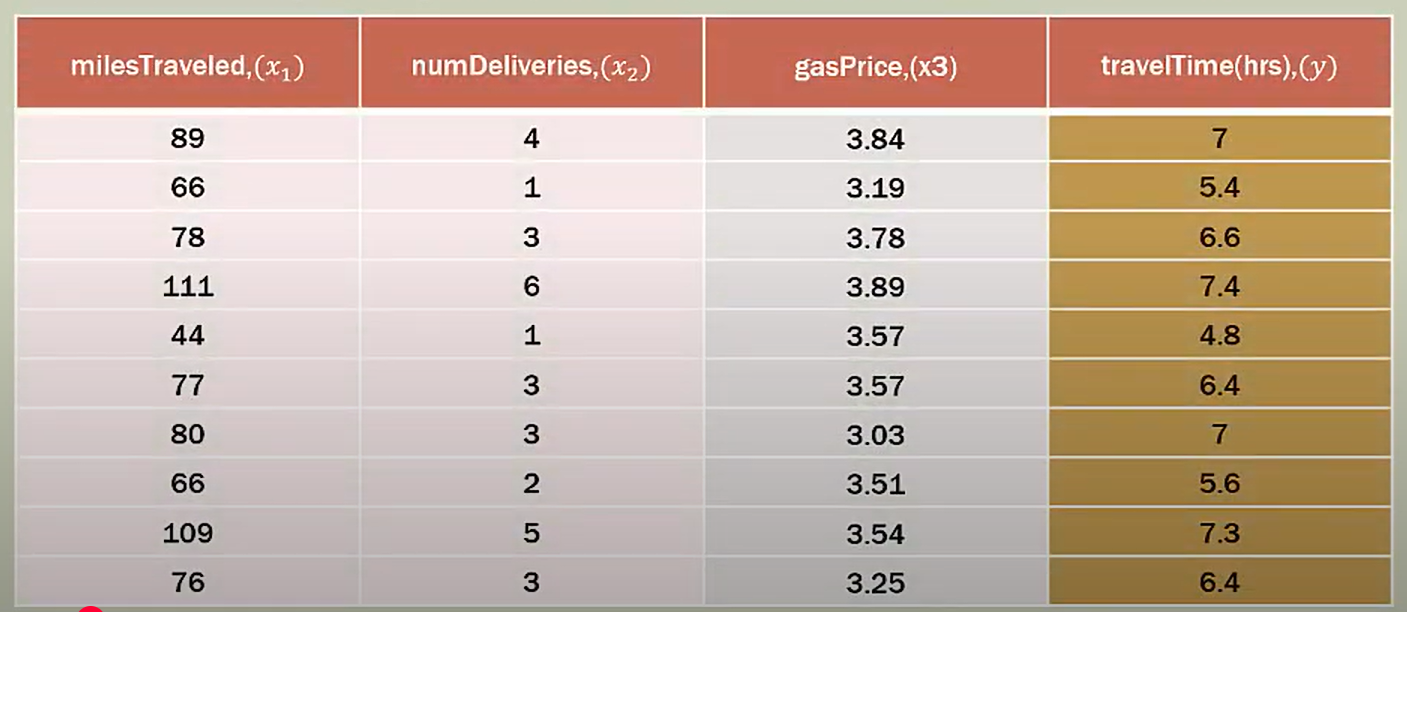 milesTraveled,(x₁) numDeliveries,(x₂) gasPrice,(x3) travelTime(hrs),(y)
89 4 3.84 7
66 1 3.19 5.4
78 3 3.78 6.6
111 6 3.89 7.4
44 1 3.57 4.8
77 3 3.57 6.4
80 3 3.03 7
66 2 3.51 5.6
109 5 3.54 7.3
76 3 3.25 6.4